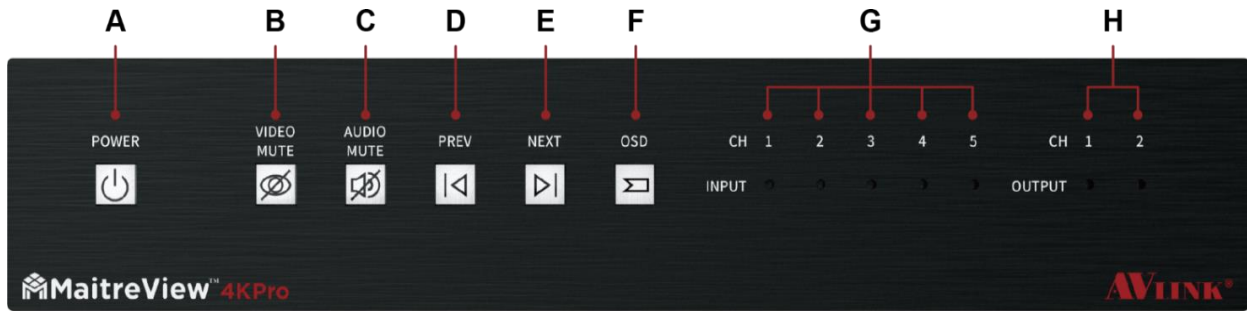 A B C D E F G H
POWER VIDEO MUTE AUDIO MUTE PREV NEXT OSD CH 1 2 3 4 5 CH 1 2
INPUT OUTPUT
MaitreView™ 4KPro AVLINK®